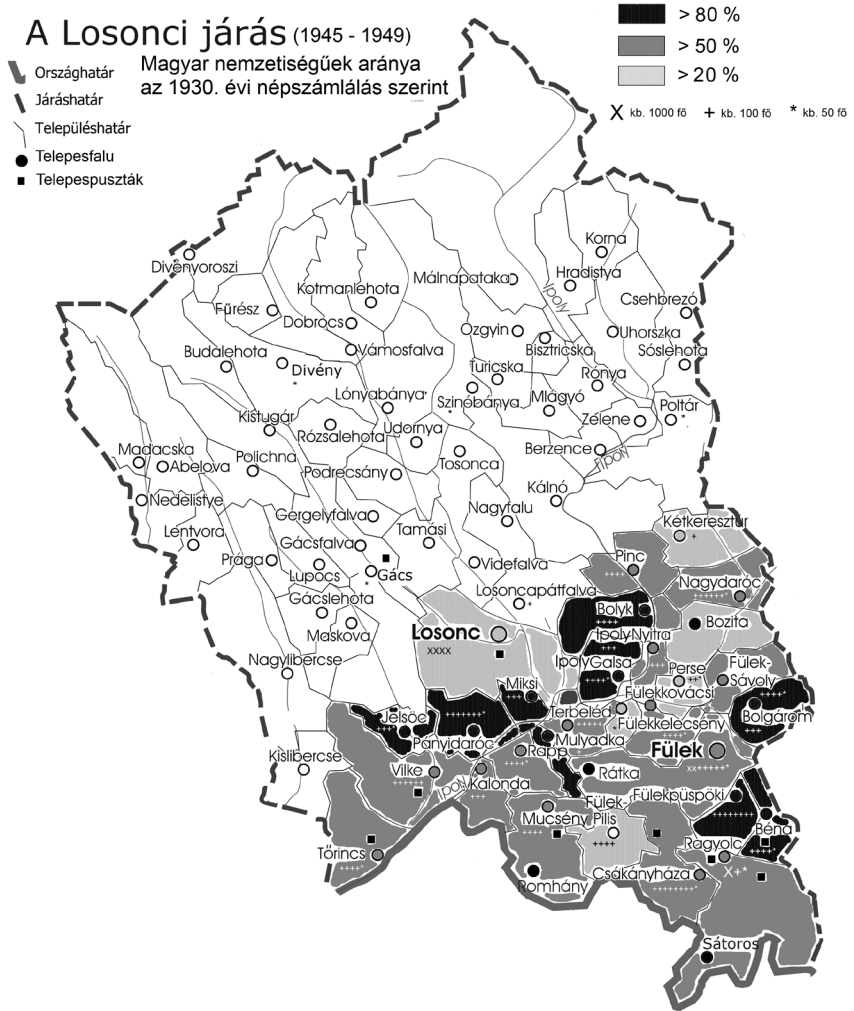 A Losonci járás (1945 - 1949)
Magyar nemzetiségűek aránya
az 1930. évi népszámlálás szerint
> 80 %
> 50 %
> 20 %
X kb. 1000 fő + kb. 100 fő * kb. 50 fő
Országhatár
Járáshatár
Településhatár
Telepesfalu
Telepespuszták
Korna
Divényoroszi
Hradistya
Málnapataka
Kotmanlehota
Ipoly
Csehbrezó
Fűrész
Dobrocs
Ozgyin
Uhorszka
Budalehota
Vámosfalva
Bisztricska
Sóslehota
Divény
*
Turicska
Rónya
Lónyabánya
Szinóbánya
*
Mlágyó
Poltár
*
Kistugár
Zelene
Rózsalehota
Udornya
Madacska
Berzence
Polichna
Tosonca
Ipoly
Abelova
Podrecsány
Kálnó
Nedelistye
Nagyfalu
Gergelyfalva
Kétkeresztúr
+
Lentvora
Tamási
Gácsfalva
Prága
Pinc
++++
Lupocs
Gács
*
Videfalva
Nagydaróc
+++++*
Gácslehota
Losoncapátfalva
+
Bolyk
++++
Maskova
Losonc
XXXX
IpolyNyitra
+++
++++
Bozita
Nagylibercse
IpolyGalsa
++++*
Perse
++*
Fülek-
Sávoly
Miksi
+++
Fülekkovácsi
Jelsőc
++++
+++++++*
Terbeléd
+++++*
Bolgárom
++++*
+++
Fülekkelecsény
Panyidaróc
Mulyadka
Kislibercse
Rapp
++++*
Fülek
xx+++++*
Vilke
++++++
Rátka
Ipoly
Kalonda
+++
Fülek-
Pilis
++++
Fülekpüspöki
+++++++
Mucsény
++++
Béna
++++*
Tőrincs
++++*
Ragyolc
X+*
Csákányháza
++++++++*
Romhány
Sátoros